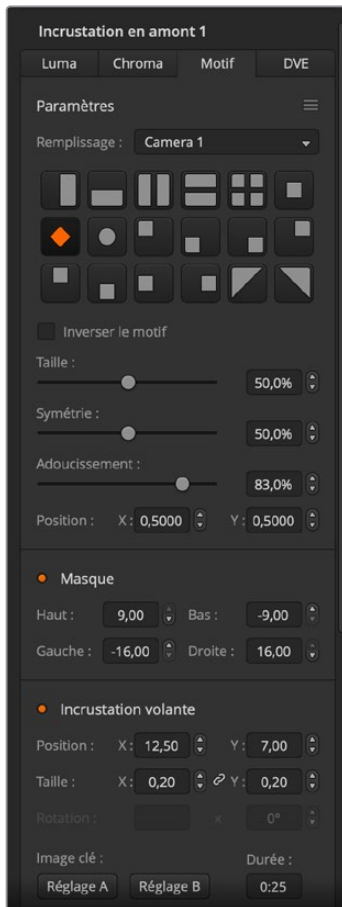 Incrustation en amont 1
Luma Chroma Motif DVE
Paramètres
Remplissage : Camera 1
Inverser le motif
Taille :
50,0%
Symétrie :
50,0%
Adoucissement :
83,0%
Position : X: 0,5000 Y: 0,5000
Masque
Haut : 9,00 Bas : -9,00
Gauche : -16,00 Droite : 16,00
Incrustation volante
Position : X: 12,50 Y: 7,00
Taille : X: 0,20 Y: 0,20
Rotation : x 0°
Image clé : Durée :
Réglage A Réglage B 0:25